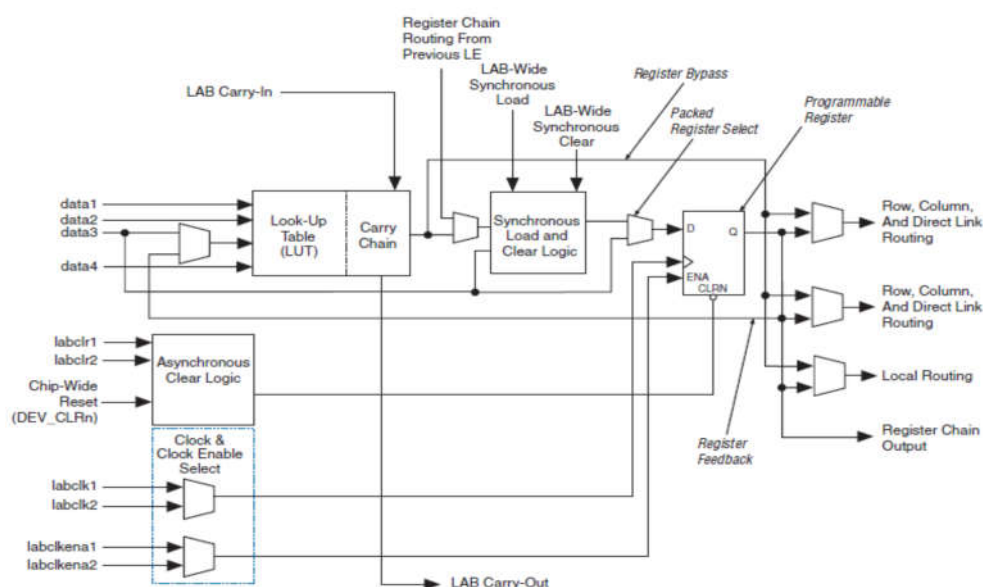 Register Chain
Routing From
Previous LE
LAB-Wide
Synchronous
Load
LAB-Wide
Synchronous
Clear
Register Bypass
Packed
Register Select
Programmable
Register
LAB Carry-In
data1
data2
data3
data4
Look-Up
Table
(LUT)
Carry
Chain
Synchronous
Load and
Clear Logic
D
Q
ENA
CLRN
Row, Column,
And Direct Link
Routing
Row, Column,
And Direct Link
Routing
Local Routing
Register Chain
Output
Register
Feedback
labclr1
labclr2
Chip-Wide
Reset
(DEV_CLRn)
Asynchronous
Clear Logic
Clock &
Clock Enable
Select
labclk1
labclk2
labclkena1
labclkena2
LAB Carry-Out